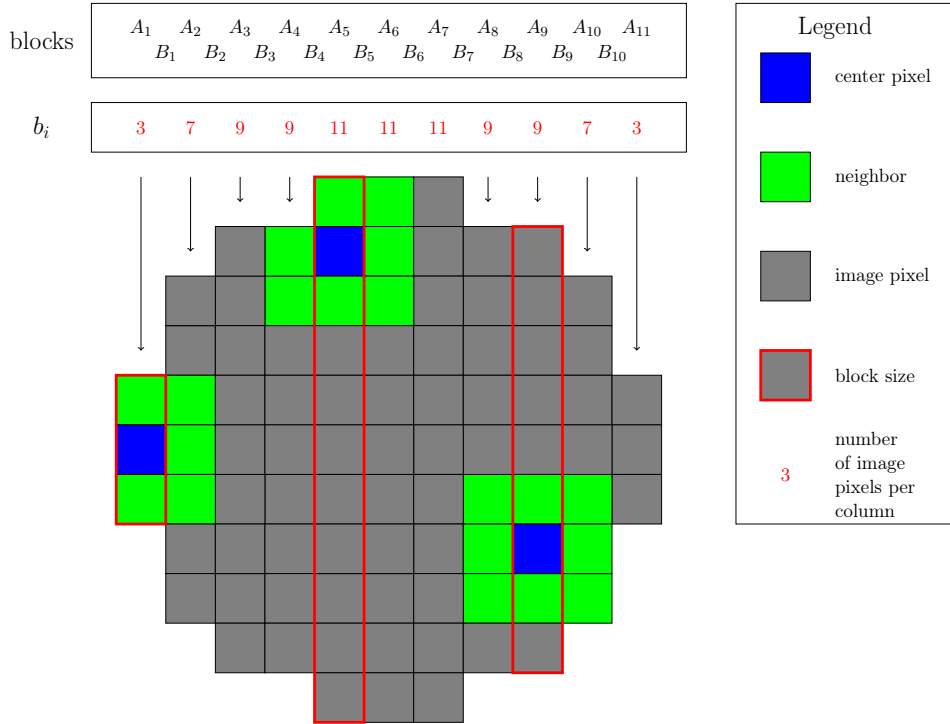 blocks
A₁ A₂ A₃ A₄ A₅ A₆ A₇ A₈ A₉ A₁₀ A₁₁
B₁ B₂ B₃ B₄ B₅ B₆ B₇ B₈ B₉ B₁₀
bᵢ
3 7 9 9 11 11 11 9 9 7 3
Legend
center pixel
neighbor
image pixel
block size
3
number
of image
pixels per
column